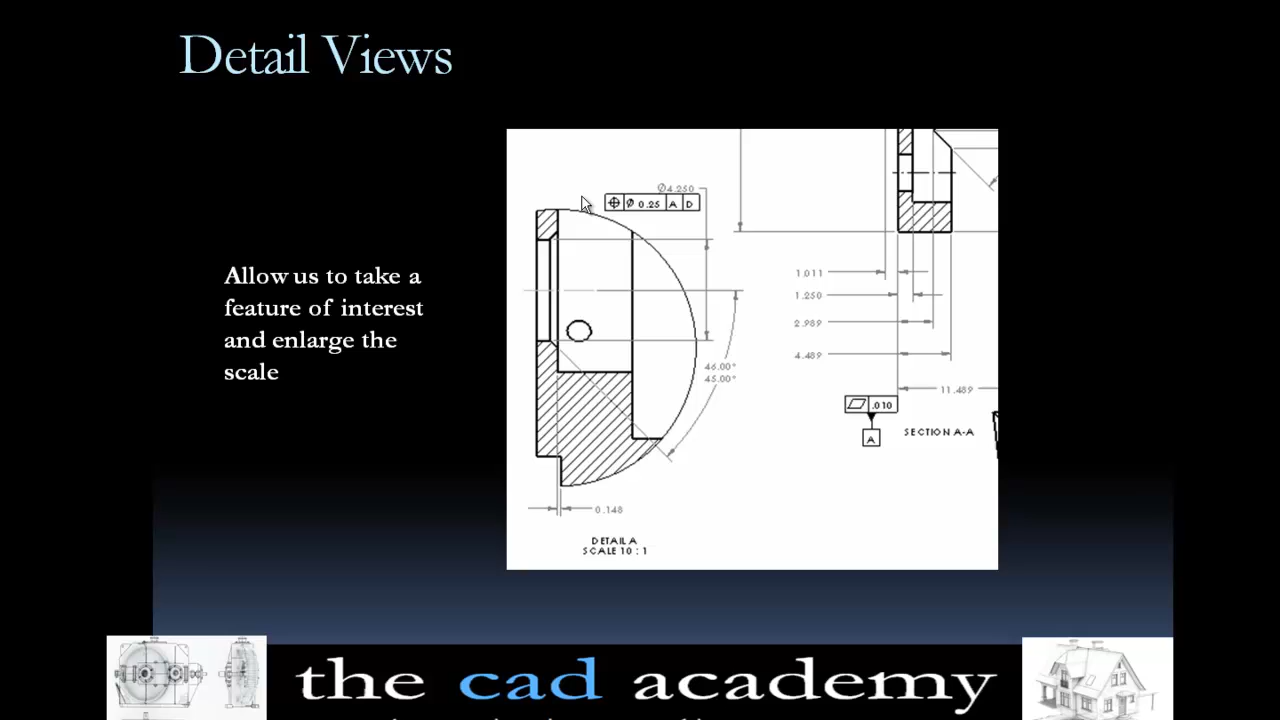 Detail Views
Allow us to take a
feature of interest
and enlarge the
scale
Ø4.250
Ø 0.25 A D
46.00°
45.00°
0.148
DETAIL A
SCALE 10 : 1
1.011
1.250
2.989
4.489
11.489
.010
A
SECTION A-A
the cad academy